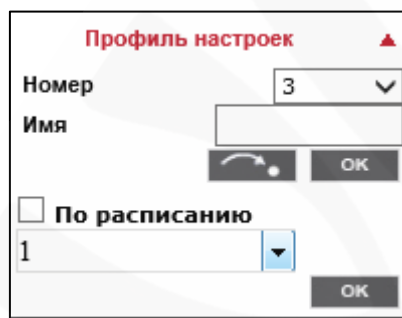 Профиль настроек
Номер 3
Имя
OK
По расписанию
1
OK